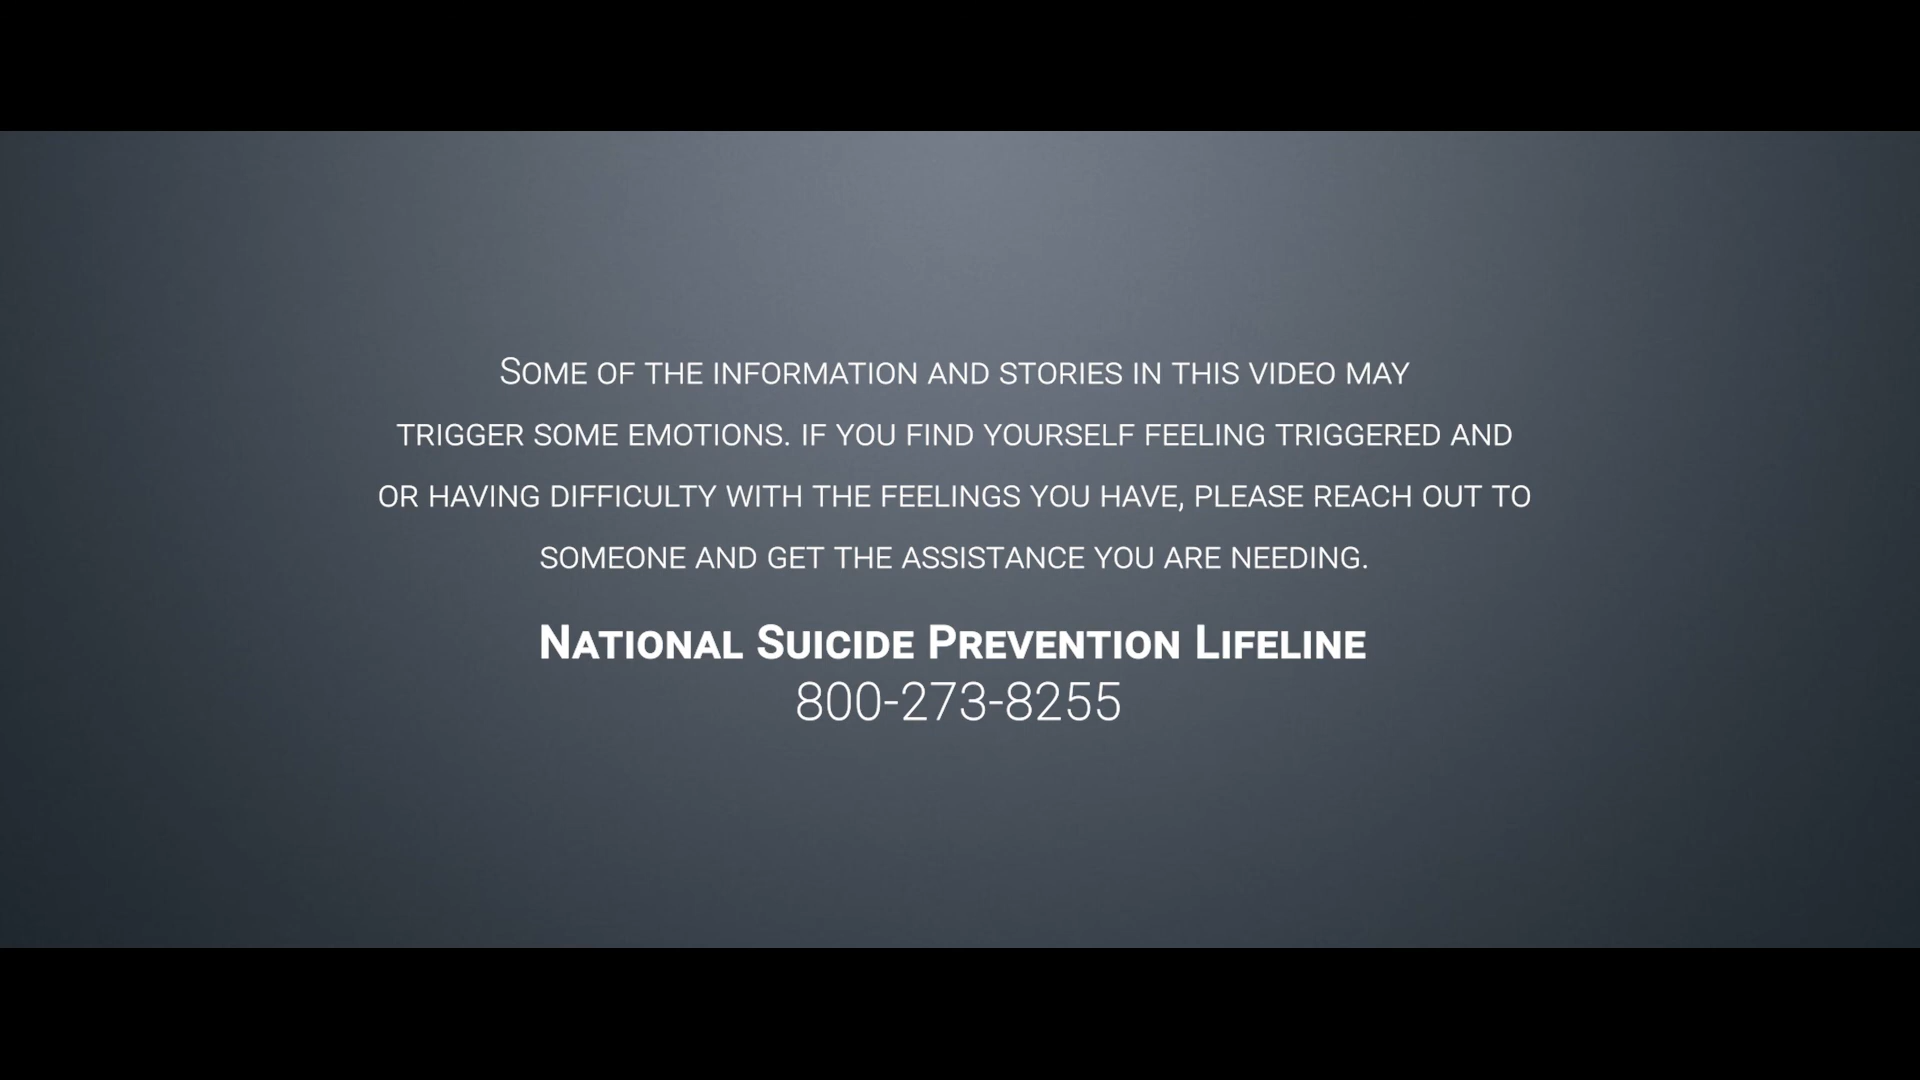 Some of the information and stories in this video may
trigger some emotions. if you find yourself feeling triggered and
or having difficulty with the feelings you have, please reach out to
someone and get the assistance you are needing.
National Suicide Prevention Lifeline
800-273-8255